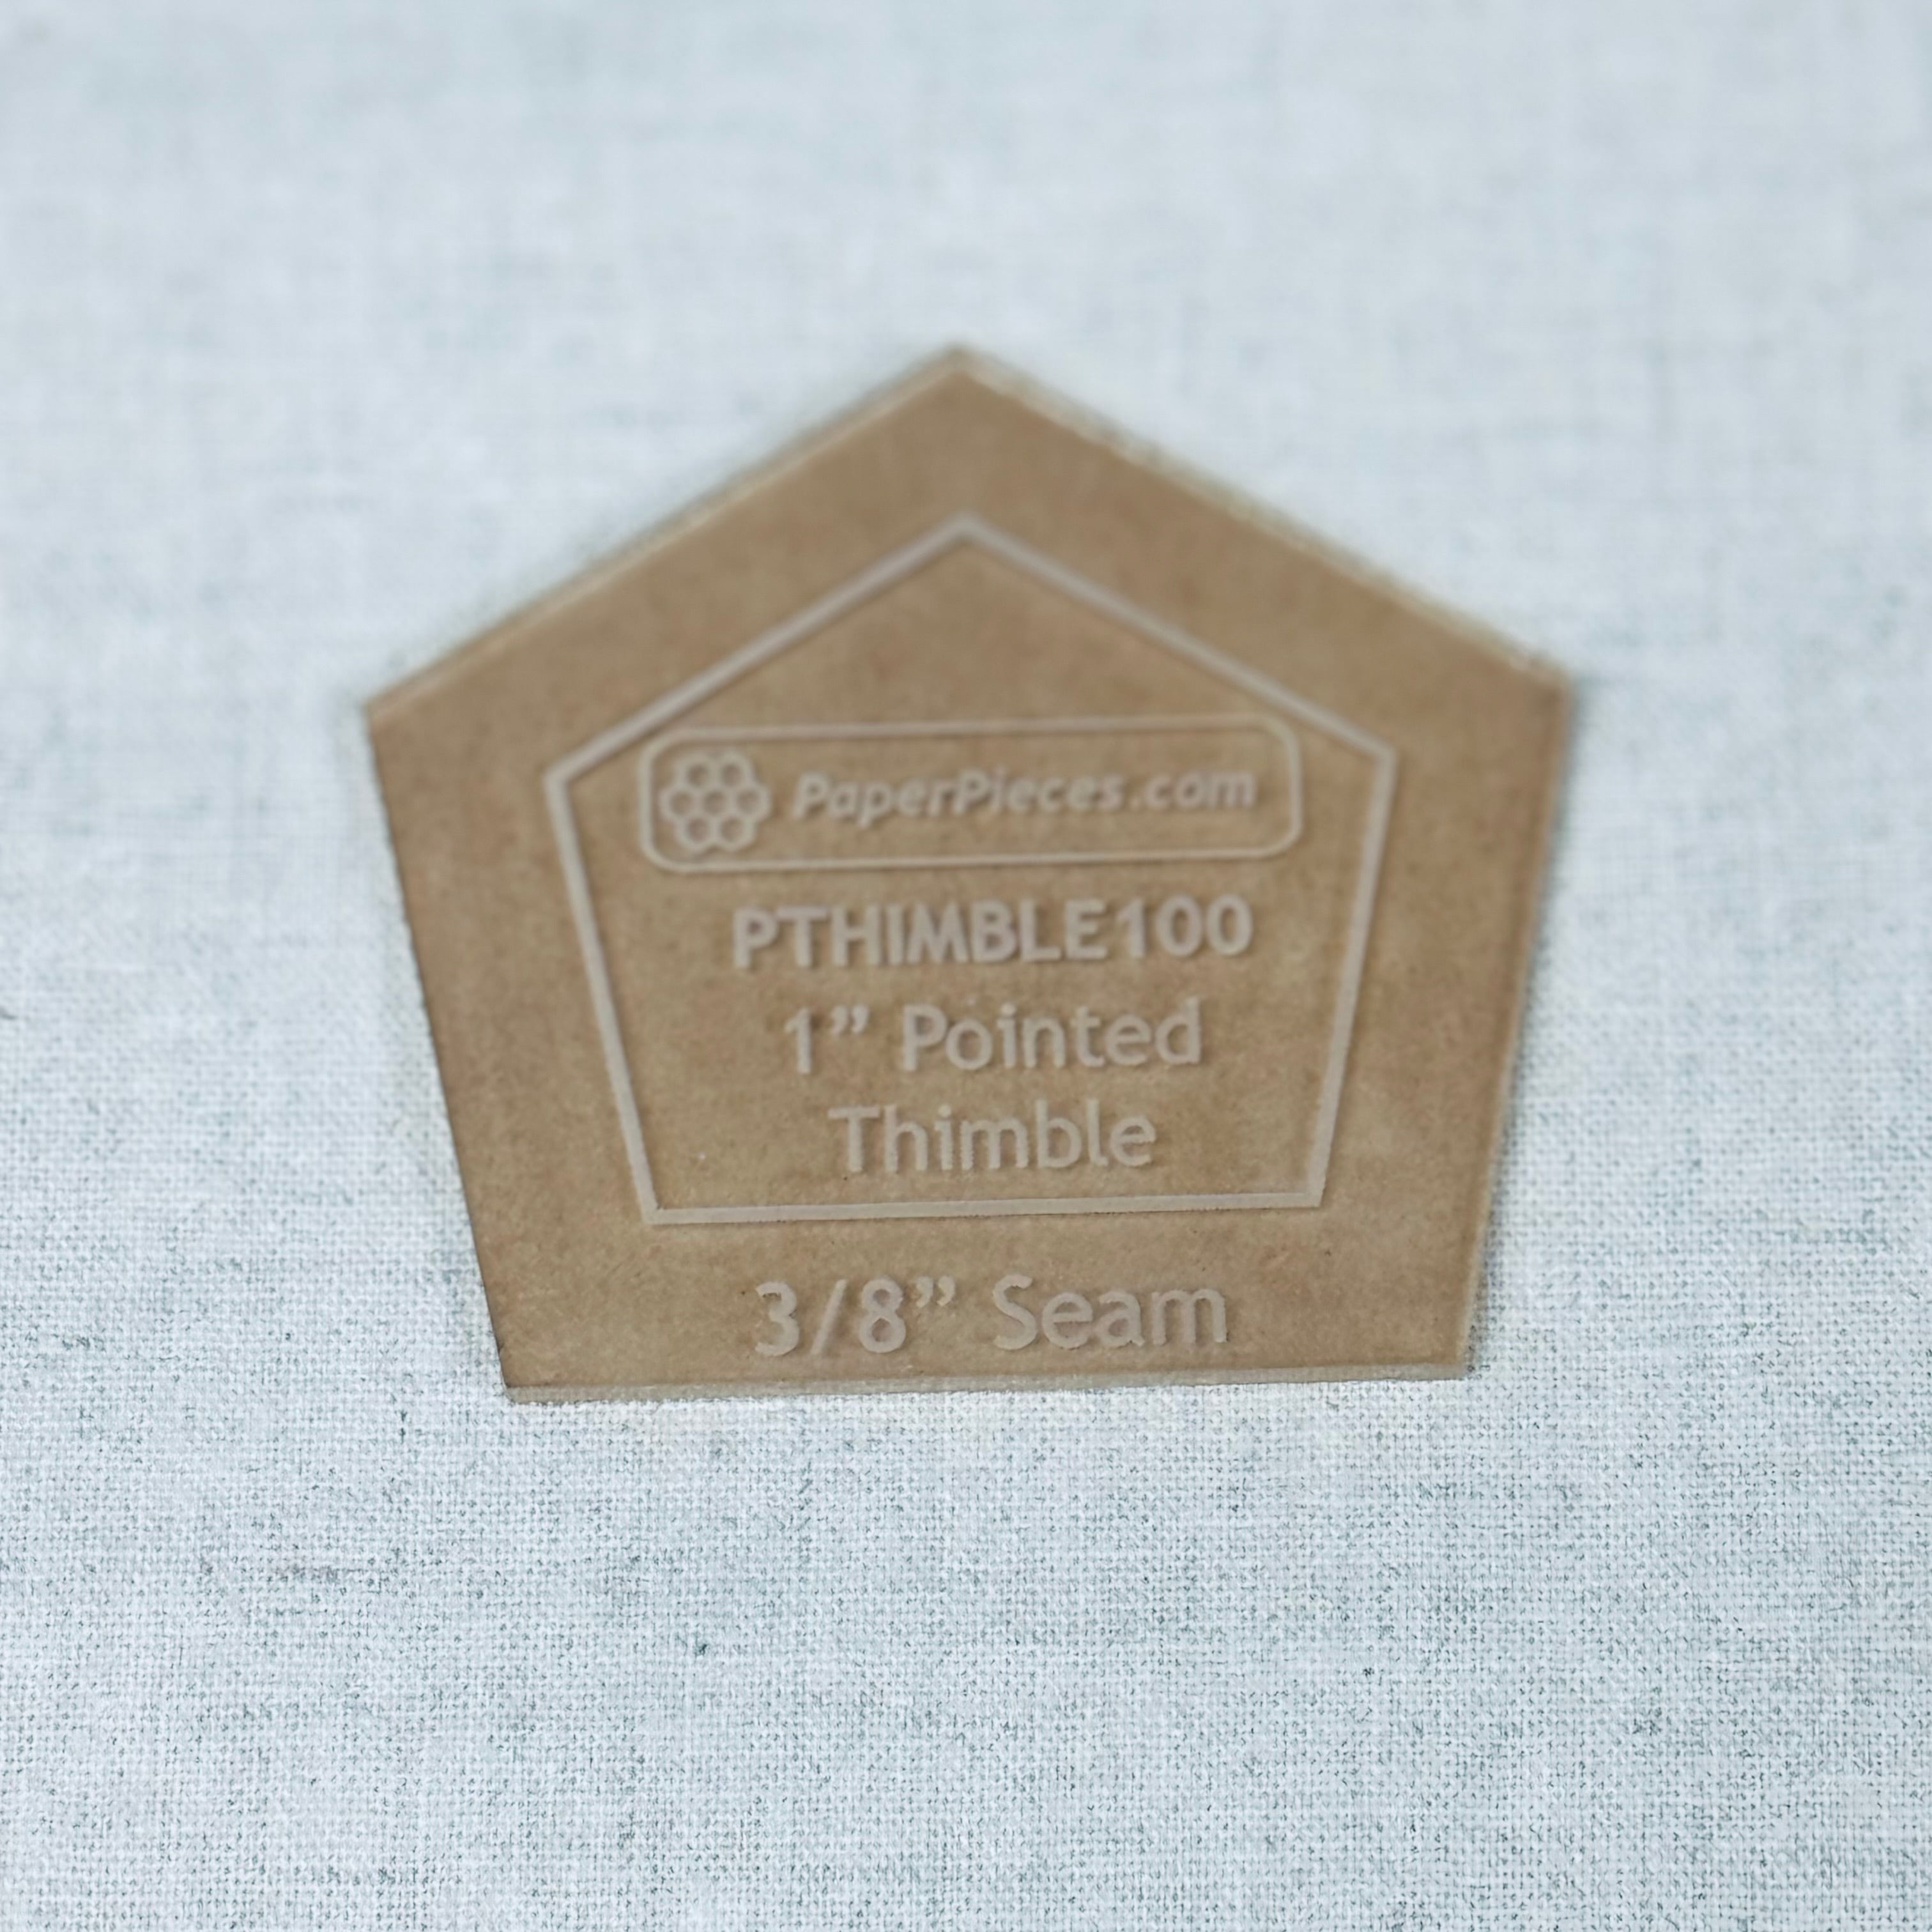 PaperPieces.com
PTHIMBLE100
1” Pointed
Thimble
3/8” Seam